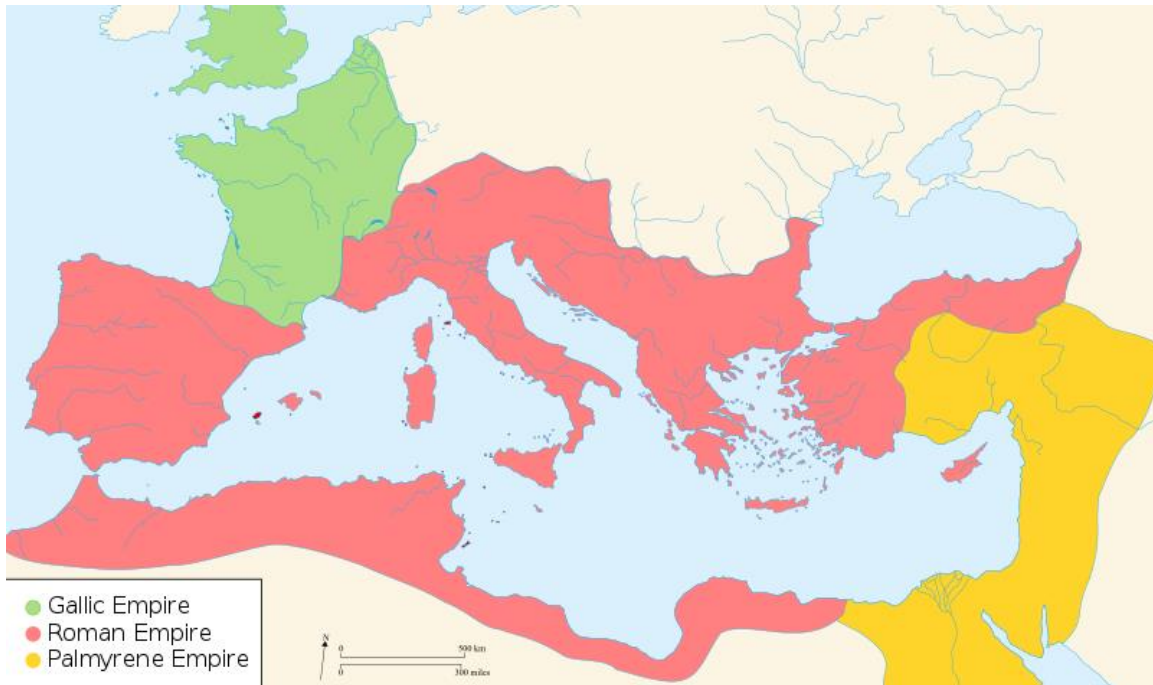 Gallic Empire
Roman Empire
Palmyrene Empire
N
0 500 km
0 300 miles